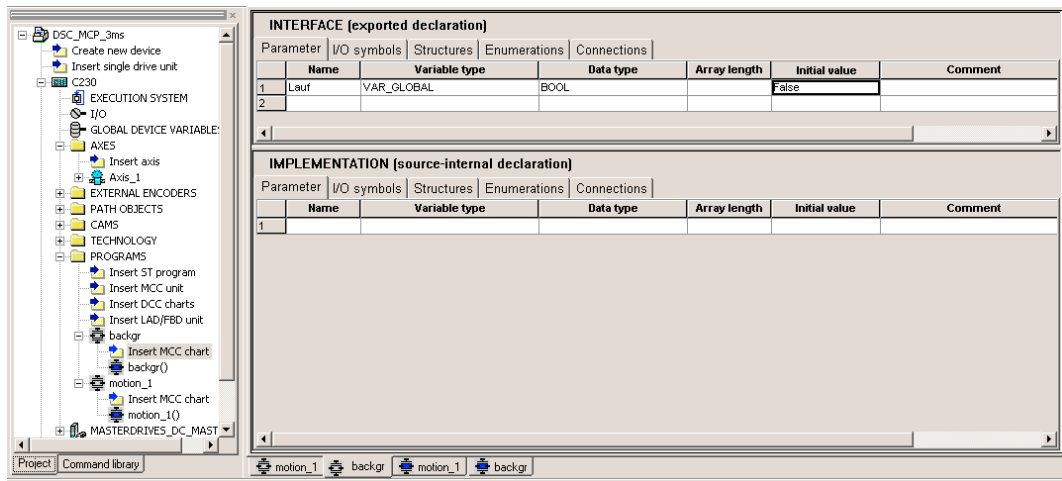 DSC_MCP_3ms
Create new device
Insert single drive unit
C230
EXECUTION SYSTEM
I/O
GLOBAL DEVICE VARIABLES
AXES
Insert axis
Axis_1
EXTERNAL ENCODERS
PATH OBJECTS
CAMS
TECHNOLOGY
PROGRAMS
Insert ST program
Insert MCC unit
Insert DCC charts
Insert LAD/FBD unit
backgr
Insert MCC chart
backgr()
motion_1
Insert MCC chart
motion_1()
MASTERDRIVES_DC_MAST
Project Command library
INTERFACE (exported declaration)
Parameter I/O symbols Structures Enumerations Connections
Name Variable type Data type Array length Initial value Comment
1 Lauf VAR_GLOBAL BOOL False
2
IMPLEMENTATION (source-internal declaration)
Parameter I/O symbols Structures Enumerations Connections
Name Variable type Data type Array length Initial value Comment
1
motion_1 backgr motion_1 backgr